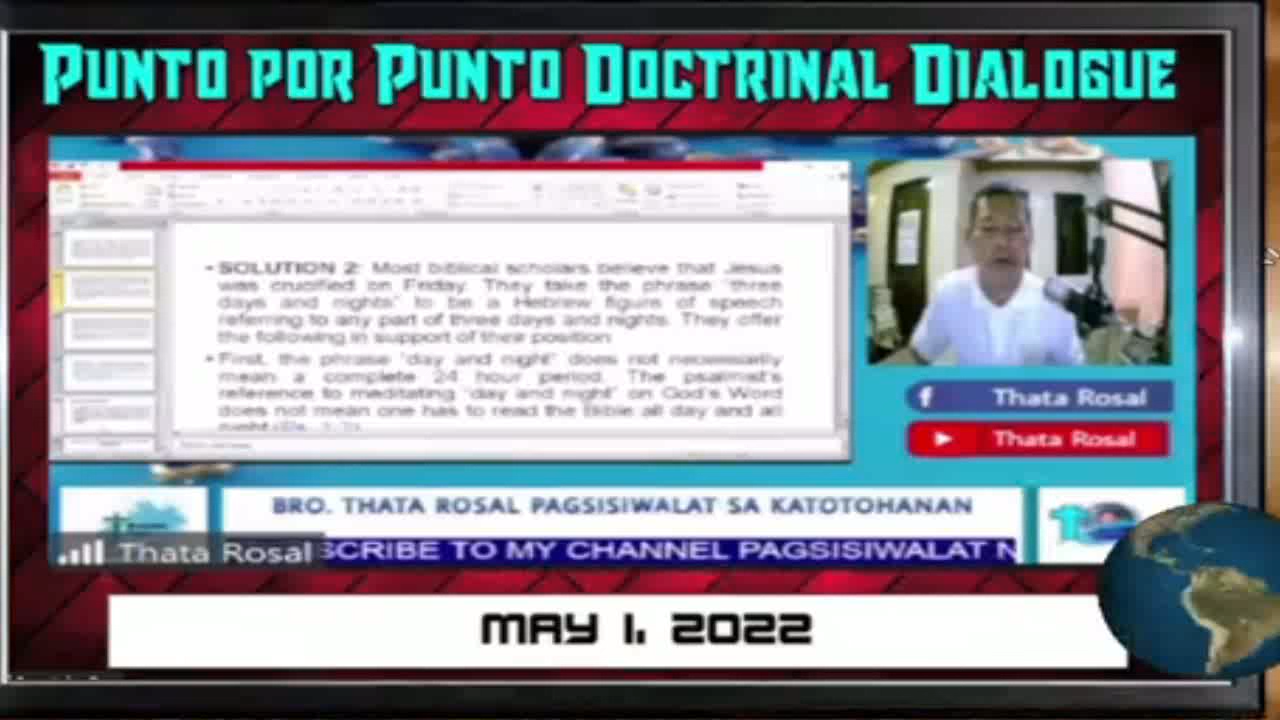 PUNTO POR PUNTO DOCTRINAL DIALOGUE
• SOLUTION 2: Most biblical scholars believe that Jesus
was crucified on Friday. They take the phrase "three
days and nights" to be a Hebrew figure of speech
referring to any part of three days and nights. They offer
the following in support of their position
• First, the phrase "day and night" does not necessarily
mean a complete 24 hour period. The psalmist's
reference to meditating "day and night" on God's Word
does not mean one has to read the Bible all day and all
Thata Rosal
Thata Rosal
BRO. THATA ROSAL PAGSISIWALAT SA KATOTOHANAN
Thata Rosal
SCRIBE TO MY CHANNEL PAGSISIWALAT N
MAY 1, 2022